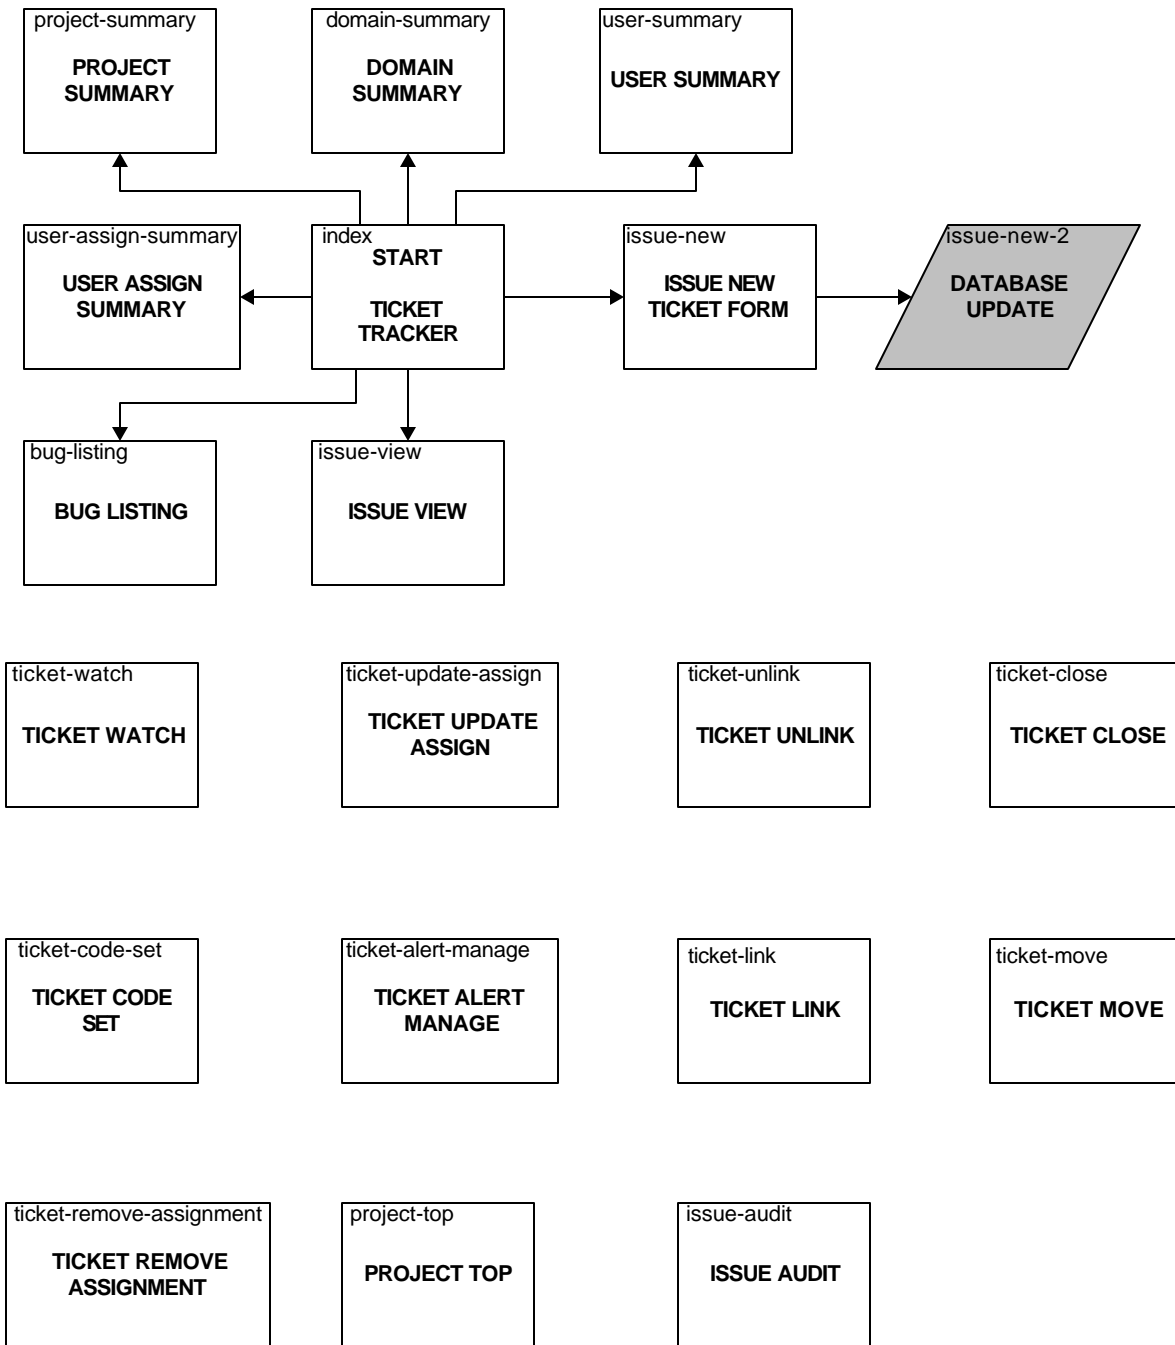 project-summary
PROJECT
SUMMARY
domain-summary
DOMAIN
SUMMARY
user-summary
USER SUMMARY
user-assign-summary
USER ASSIGN
SUMMARY
index
START
TICKET
TRACKER
issue-new
ISSUE NEW
TICKET FORM
issue-new-2
DATABASE
UPDATE
bug-listing
BUG LISTING
issue-view
ISSUE VIEW
ticket-watch
TICKET WATCH
ticket-update-assign
TICKET UPDATE
ASSIGN
ticket-unlink
TICKET UNLINK
ticket-close
TICKET CLOSE
ticket-code-set
TICKET CODE
SET
ticket-alert-manage
TICKET ALERT
MANAGE
ticket-link
TICKET LINK
ticket-move
TICKET MOVE
ticket-remove-assignment
TICKET REMOVE
ASSIGNMENT
project-top
PROJECT TOP
issue-audit
ISSUE AUDIT